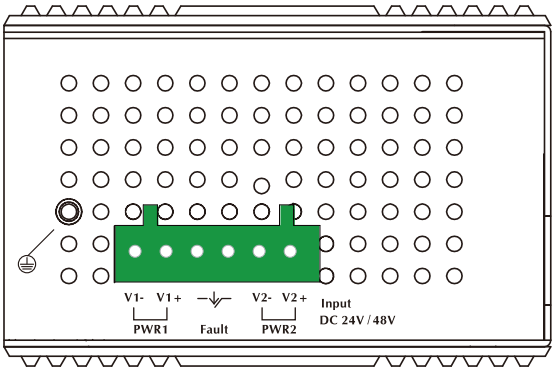 V1- V1+ V2- V2+ Input
PWR1 Fault PWR2 DC 24V / 48V